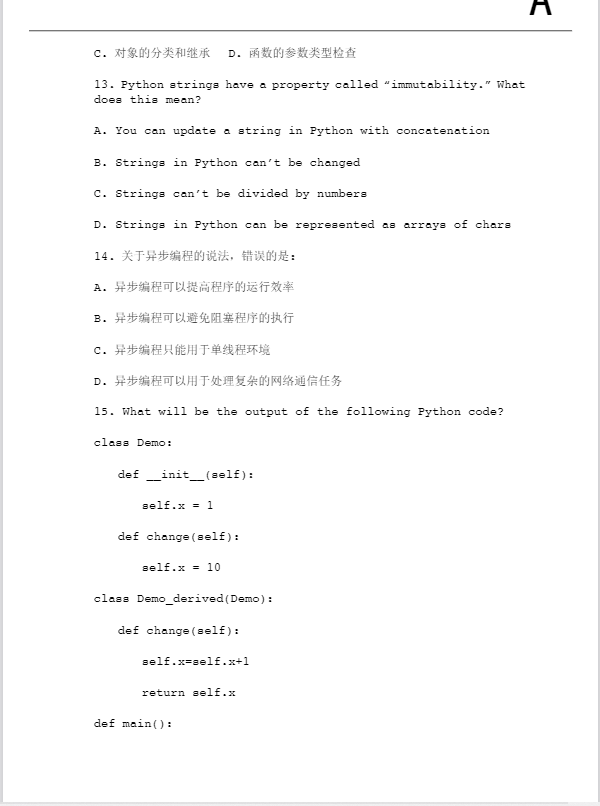 A
C. 对象的分类和继承 D. 函数的参数类型检查
13. Python strings have a property called “immutability.” What
does this mean?
A. You can update a string in Python with concatenation
B. Strings in Python can’t be changed
C. Strings can’t be divided by numbers
D. Strings in Python can be represented as arrays of chars
14. 关于异步编程的说法，错误的是：
A. 异步编程可以提高程序的运行效率
B. 异步编程可以避免阻塞程序的执行
C. 异步编程只能用于单线程环境
D. 异步编程可以用于处理复杂的网络通信任务
15. What will be the output of the following Python code?
class Demo:
def __init__(self):
self.x = 1
def change(self):
self.x = 10
class Demo_derived(Demo):
def change(self):
self.x=self.x+1
return self.x
def main():